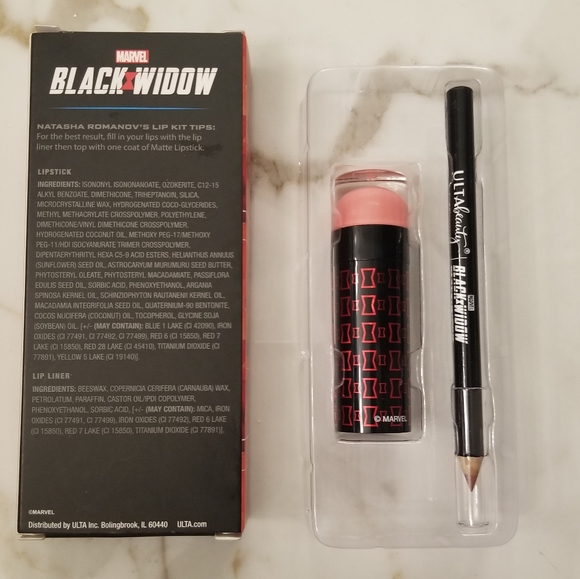 MARVEL
BLACK WIDOW
NATASHA ROMANOV'S LIP KIT TIPS:
For the best result, fill in your lips with the lip
liner then top with one coat of Matte Lipstick.
LIPSTICK
INGREDIENTS: ISONONYL ISONONANOATE, OZOKERITE, C12-15
ALKYL BENZOATE, DIMETHICONE, TRIHEPTANOIN, SILICA,
MICROCRYSTALLINE WAX, HYDROGENATED COCO-GLYCERIDES,
METHYL METHACRYLATE CROSSPOLYMER, POLYETHYLENE,
DIMETHICONE/VINYL DIMETHICONE CROSSPOLYMER,
HYDROGENATED COCONUT OIL, METHOXY PEG-17/METHOXY
PEG-11/HDI ISOCYANURATE TRIMER CROSSPOLYMER,
DIPENTAERYTHRITYL HEXA C5-9 ACID ESTERS, HELIANTHUS ANNUUS
(SUNFLOWER) SEED OIL, ASTROCARYUM MURUMURU SEED BUTTER,
PHYTOSTERYL OLEATE, PHYTOSTERYL MACADAMIATE, PASSIFLORA
EDULIS SEED OIL, SORBIC ACID, PHENOXYETHANOL, ARGANIA
SPINOSA KERNEL OIL, SCHINZIOPHYTON RAUTANENII KERNEL OIL,
MACADAMIA INTEGRIFOLIA SEED OIL, QUATERNIUM-90 BENTONITE,
COCOS NUCIFERA (COCONUT) OIL, TOCOPHEROL, GLYCINE SOJA
(SOYBEAN) OIL. [+/- (MAY CONTAIN): BLUE 1 LAKE (CI 42090), IRON
OXIDES (CI 77491, CI 77492, CI 77499), RED 6 (CI 15850), RED 7 LAKE
(CI 15850), RED 28 LAKE (CI 45410), TITANIUM DIOXIDE (CI
77891), YELLOW 5 LAKE (CI 19140)].
LIP LINER
INGREDIENTS: BEESWAX, COPERNICIA CERIFERA (CARNAUBA) WAX,
PETROLATUM, PARAFFIN, CASTOR OIL/IPDI COPOLYMER,
PHENOXYETHANOL, SORBIC ACID, [+/- (MAY CONTAIN): MICA, IRON
OXIDES (CI 77491, CI 77499), IRON OXIDE (CI 77492), RED 6 LAKE
(CI 15850), RED 7 LAKE (CI 15850), TITANIUM DIOXIDE (CI 77891)].
©MARVEL
Distributed by ULTA Inc. Bolingbrook, IL 60440 ULTA.com
© MARVEL
ULTA beauty®
MARVEL
BLACK WIDOW